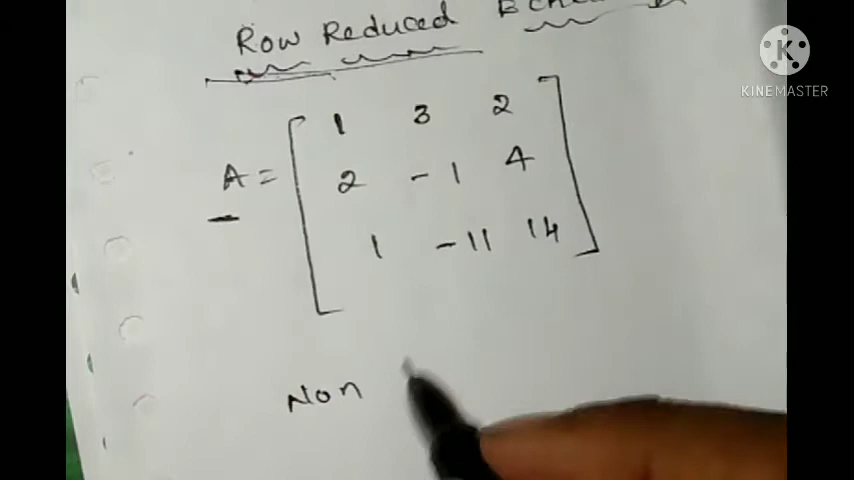 Row Reduced
A = [ 1 3 2
2 -1 4
1 -11 14 ]
Non
K
KINEMASTER